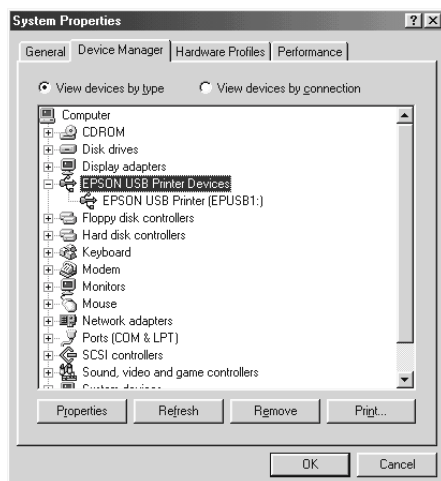 System Properties
General Device Manager Hardware Profiles Performance
View devices by type View devices by connection
Computer
CDROM
Disk drives
Display adapters
EPSON USB Printer Devices
EPSON USB Printer (EPUSB1:)
Floppy disk controllers
Hard disk controllers
Keyboard
Modem
Monitors
Mouse
Network adapters
Ports (COM & LPT)
SCSI controllers
Sound, video and game controllers
System devices
Properties Refresh Remove Print...
OK Cancel